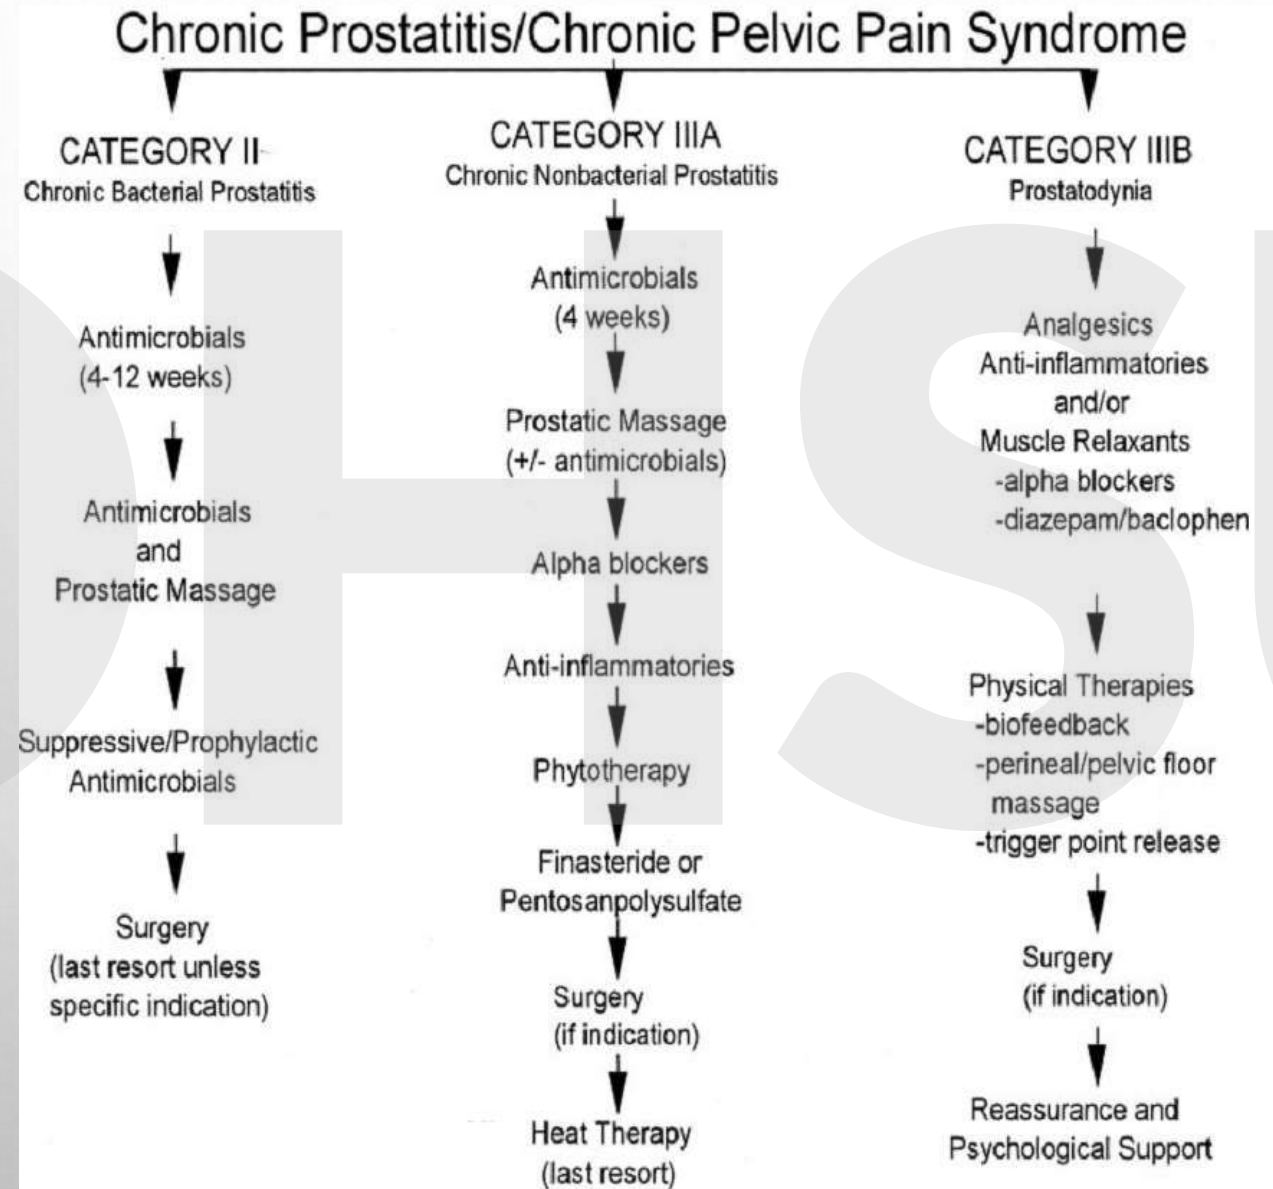 Chronic Prostatitis/Chronic Pelvic Pain Syndrome
CATEGORY II
Chronic Bacterial Prostatitis
Antimicrobials
(4-12 weeks)
Antimicrobials
and
Prostatic Massage
Suppressive/Prophylactic
Antimicrobials
Surgery
(last resort unless
specific indication)
CATEGORY IIIA
Chronic Nonbacterial Prostatitis
Antimicrobials
(4 weeks)
Prostatic Massage
(+/- antimicrobials)
Alpha blockers
Anti-inflammatories
Phytotherapy
Finasteride or
Pentosanpolysulfate
Surgery
(if indication)
Heat Therapy
(last resort)
CATEGORY IIIB
Prostatodynia
Analgesics
Anti-inflammatories
and/or
Muscle Relaxants
-alpha blockers
-diazepam/baclophen
Physical Therapies
-biofeedback
-perineal/pelvic floor
massage
-trigger point release
Surgery
(if indication)
Reassurance and
Psychological Support